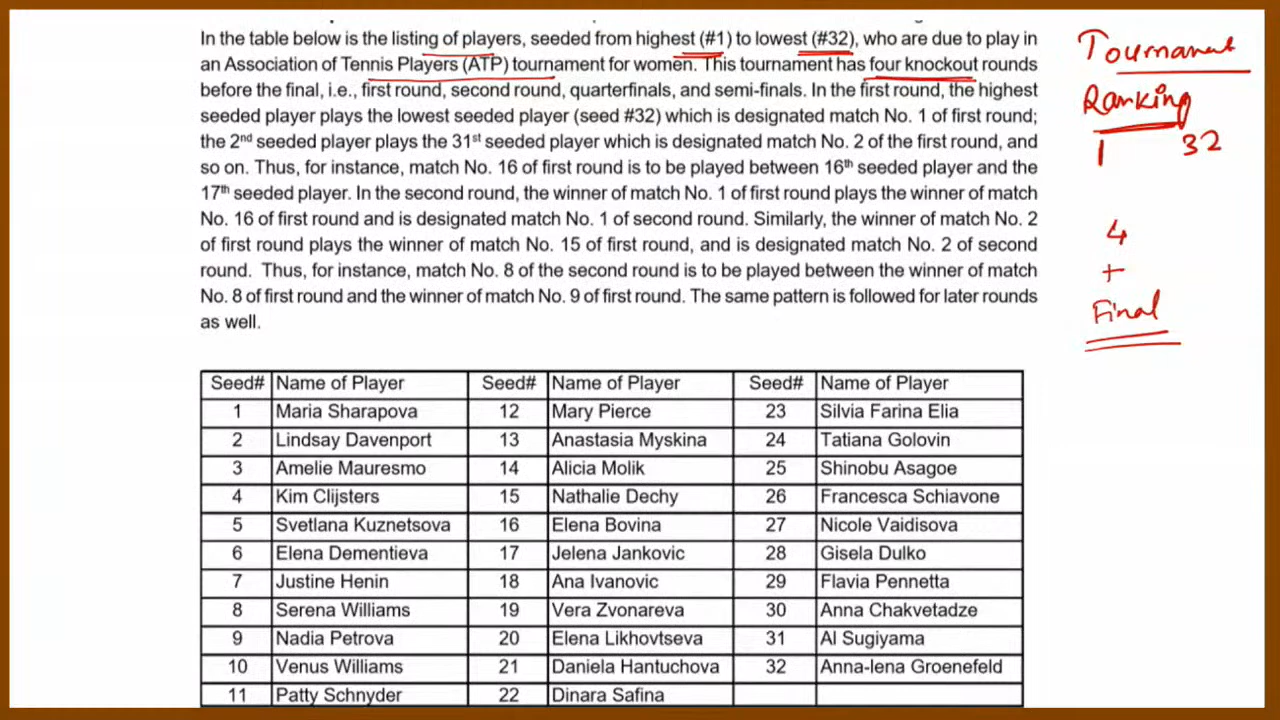 In the table below is the listing of players, seeded from highest (#1) to lowest (#32), who are due to play in
an Association of Tennis Players (ATP) tournament for women. This tournament has four knockout rounds
before the final, i.e., first round, second round, quarterfinals, and semi-finals. In the first round, the highest
seeded player plays the lowest seeded player (seed #32) which is designated match No. 1 of first round;
the 2nd seeded player plays the 31st seeded player which is designated match No. 2 of the first round, and
so on. Thus, for instance, match No. 16 of first round is to be played between 16th seeded player and the
17th seeded player. In the second round, the winner of match No. 1 of first round plays the winner of match
No. 16 of first round and is designated match No. 1 of second round. Similarly, the winner of match No. 2
of first round plays the winner of match No. 15 of first round, and is designated match No. 2 of second
round. Thus, for instance, match No. 8 of the second round is to be played between the winner of match
No. 8 of first round and the winner of match No. 9 of first round. The same pattern is followed for later rounds
as well.
Tournament
Ranking
1 32
4
+
Final
Seed# Name of Player Seed# Name of Player Seed# Name of Player
1 Maria Sharapova 12 Mary Pierce 23 Silvia Farina Elia
2 Lindsay Davenport 13 Anastasia Myskina 24 Tatiana Golovin
3 Amelie Mauresmo 14 Alicia Molik 25 Shinobu Asagoe
4 Kim Clijsters 15 Nathalie Dechy 26 Francesca Schiavone
5 Svetlana Kuznetsova 16 Elena Bovina 27 Nicole Vaidisova
6 Elena Dementieva 17 Jelena Jankovic 28 Gisela Dulko
7 Justine Henin 18 Ana Ivanovic 29 Flavia Pennetta
8 Serena Williams 19 Vera Zvonareva 30 Anna Chakvetadze
9 Nadia Petrova 20 Elena Likhovtseva 31 Al Sugiyama
10 Venus Williams 21 Daniela Hantuchova 32 Anna-lena Groenefeld
11 Patty Schnyder 22 Dinara Safina